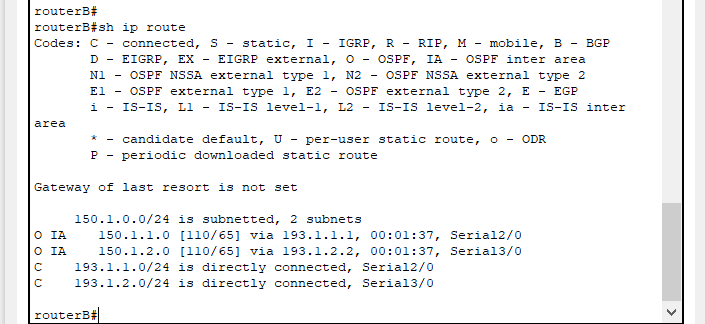 routerB#
routerB#sh ip route
Codes: C - connected, S - static, I - IGRP, R - RIP, M - mobile, B - BGP
       D - EIGRP, EX - EIGRP external, O - OSPF, IA - OSPF inter area
       N1 - OSPF NSSA external type 1, N2 - OSPF NSSA external type 2
       E1 - OSPF external type 1, E2 - OSPF external type 2, E - EGP
       i - IS-IS, L1 - IS-IS level-1, L2 - IS-IS level-2, ia - IS-IS inter
area
       * - candidate default, U - per-user static route, o - ODR
       P - periodic downloaded static route
Gateway of last resort is not set
     150.1.0.0/24 is subnetted, 2 subnets
O IA    150.1.1.0 [110/65] via 193.1.1.1, 00:01:37, Serial2/0
O IA    150.1.2.0 [110/65] via 193.1.2.2, 00:01:37, Serial3/0
C    193.1.1.0/24 is directly connected, Serial2/0
C    193.1.2.0/24 is directly connected, Serial3/0
routerB#